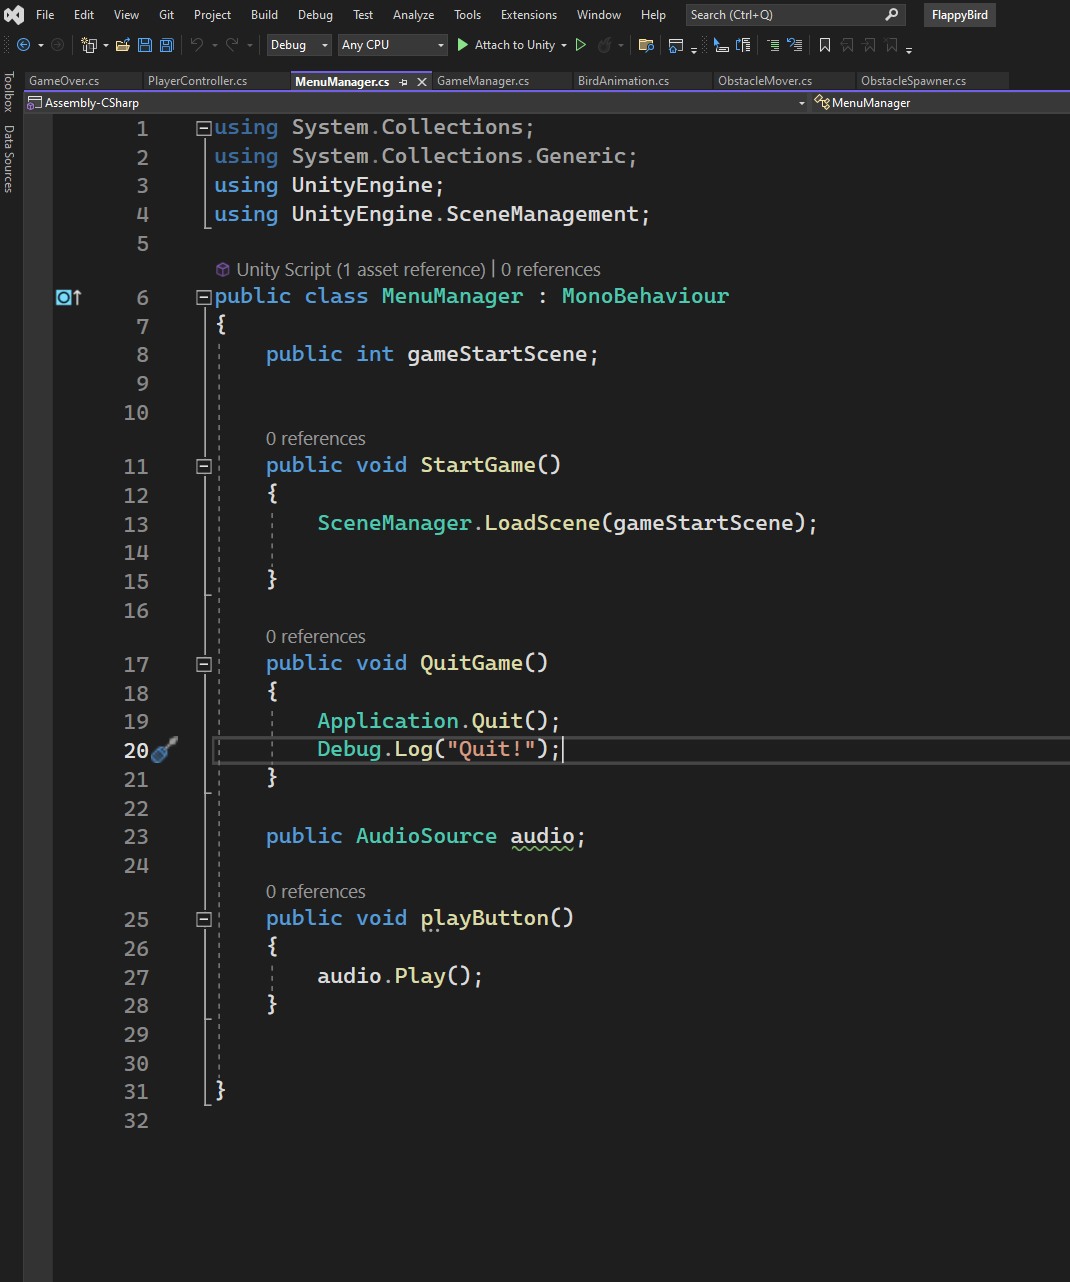 File Edit View Git Project Build Debug Test Analyze Tools Extensions Window Help Search (Ctrl+Q) FlappyBird
Debug Any CPU Attach to Unity
GameOver.cs PlayerController.cs MenuManager.cs GameManager.cs BirdAnimation.cs ObstacleMover.cs ObstacleSpawner.cs
Toolbox
Data Sources
Assembly-CSharp MenuManager
1 using System.Collections;
2 using System.Collections.Generic;
3 using UnityEngine;
4 using UnityEngine.SceneManagement;
5
Unity Script (1 asset reference) | 0 references
6 public class MenuManager : MonoBehaviour
7 {
8 public int gameStartScene;
9
10
0 references
11 public void StartGame()
12 {
13 SceneManager.LoadScene(gameStartScene);
14
15 }
16
0 references
17 public void QuitGame()
18 {
19 Application.Quit();
20 Debug.Log("Quit!");
21 }
22
23 public AudioSource audio;
24
0 references
25 public void playButton()
26 {
27 audio.Play();
28 }
29
30
31 }
32